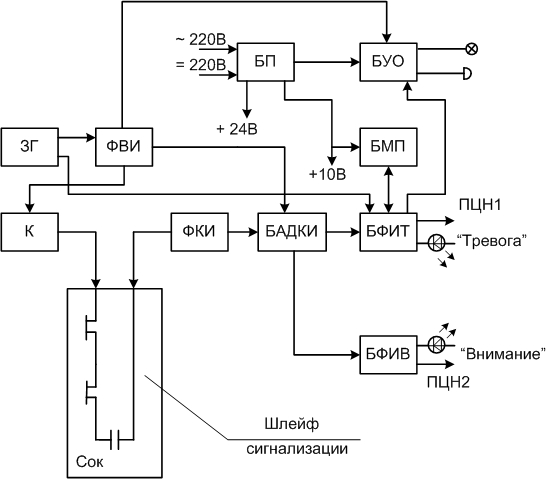 ~ 220В
= 220В
БП
БУО
+ 24В
+10В
ЗГ
ФВИ
БМП
К
ФКИ
БАДКИ
БФИТ
ПЦН1
“Тревога”
БФИВ
“Внимание”
ПЦН2
Шлейф
сигнализации
Сок